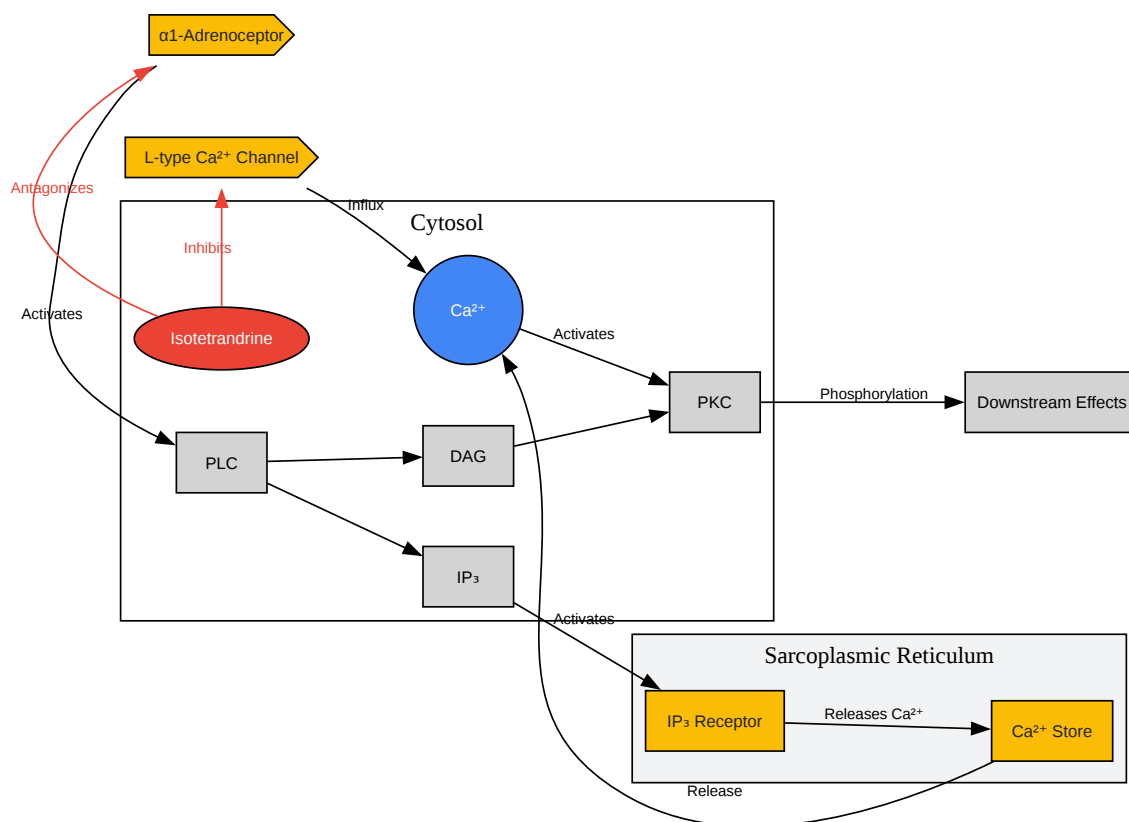 α1-Adrenoceptor
L-type Ca²⁺ Channel
Antagonizes
Influx
Cytosol
Inhibits
Ca²⁺
Activates
Isotetrandrine
Activates
PKC
Phosphorylation
Downstream Effects
PLC
DAG
IP₃
Activates
Sarcoplasmic Reticulum
IP₃ Receptor
Releases Ca²⁺
Ca²⁺ Store
Release